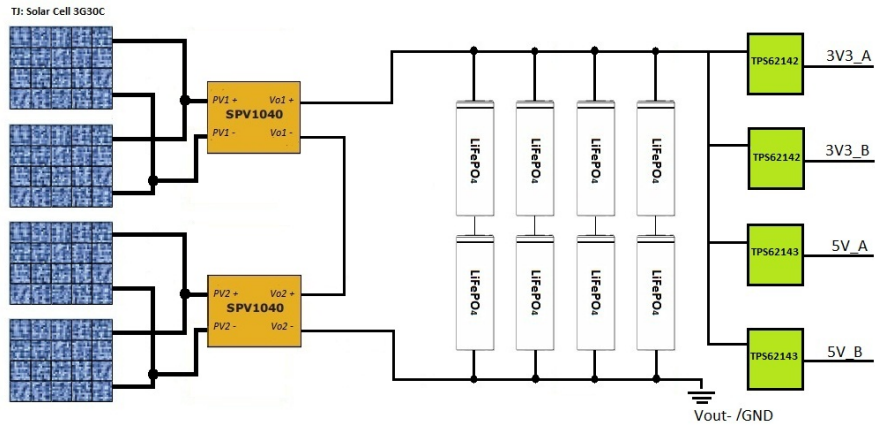 TJ: Solar Cell 3G30C
PV1 +
Vo1 +
SPV1040
PV1 -
Vo1 -
PV2 +
Vo2 +
SPV1040
PV2 -
Vo2 -
LiFePO4
LiFePO4
LiFePO4
LiFePO4
LiFePO4
LiFePO4
LiFePO4
LiFePO4
TPS62142
3V3_A
TPS62142
3V3_B
TPS62143
5V_A
TPS62143
5V_B
Vout- /GND